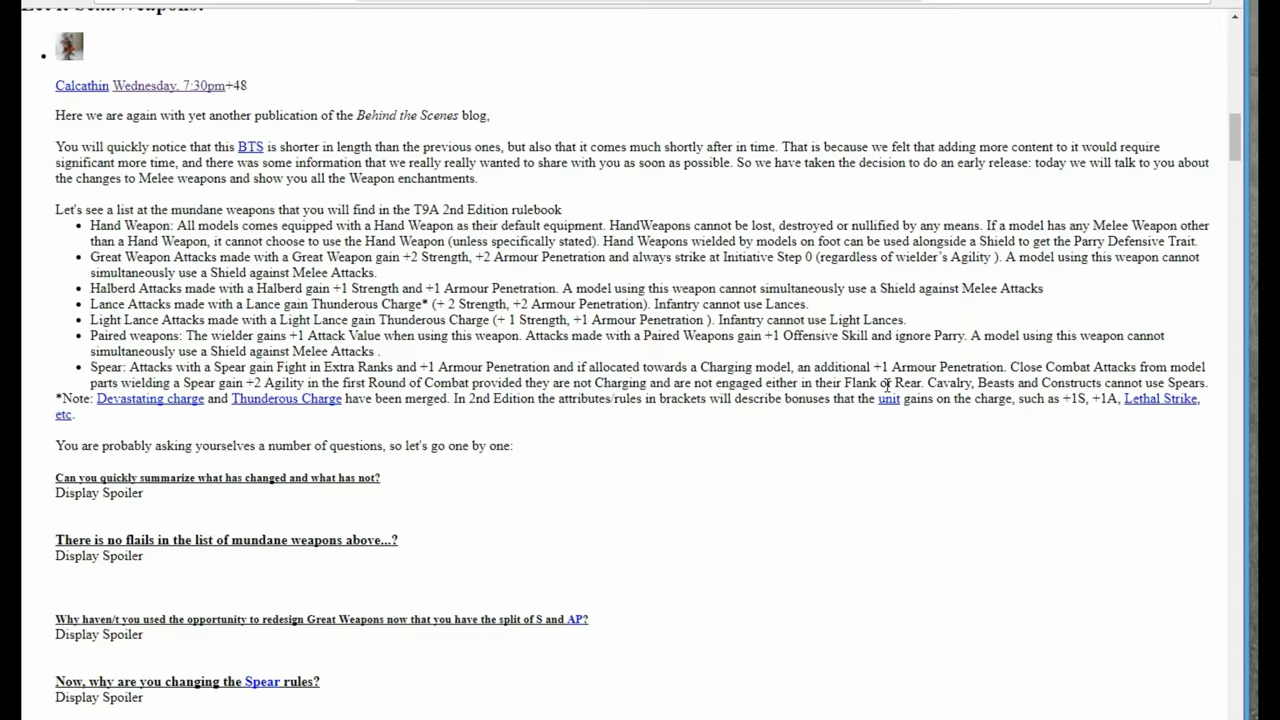 Calcathin Wednesday, 7:30pm+48
Here we are again with yet another publication of the Behind the Scenes blog,
You will quickly notice that this BTS is shorter in length than the previous ones, but also that it comes much shortly after in time. That is because we felt that adding more content to it would require
significant more time, and there was some information that we really really wanted to share with you as soon as possible. So we have taken the decision to do an early release: today we will talk to you about
the changes to Melee weapons and show you all the Weapon enchantments.
Let's see a list at the mundane weapons that you will find in the T9A 2nd Edition rulebook
• Hand Weapon: All models comes equipped with a Hand Weapon as their default equipment. HandWeapons cannot be lost, destroyed or nullified by any means. If a model has any Melee Weapon other
than a Hand Weapon, it cannot choose to use the Hand Weapon (unless specifically stated). Hand Weapons wielded by models on foot can be used alongside a Shield to get the Parry Defensive Trait.
• Great Weapon Attacks made with a Great Weapon gain +2 Strength, +2 Armour Penetration and always strike at Initiative Step 0 (regardless of wielder's Agility ). A model using this weapon cannot
simultaneously use a Shield against Melee Attacks.
• Halberd Attacks made with a Halberd gain +1 Strength and +1 Armour Penetration. A model using this weapon cannot simultaneously use a Shield against Melee Attacks
• Lance Attacks made with a Lance gain Thunderous Charge* (+ 2 Strength, +2 Armour Penetration). Infantry cannot use Lances.
• Light Lance Attacks made with a Light Lance gain Thunderous Charge (+ 1 Strength, +1 Armour Penetration ). Infantry cannot use Light Lances.
• Paired weapons: The wielder gains +1 Attack Value when using this weapon. Attacks made with a Paired Weapons gain +1 Offensive Skill and ignore Parry. A model using this weapon cannot
simultaneously use a Shield against Melee Attacks .
• Spear: Attacks with a Spear gain Fight in Extra Ranks and +1 Armour Penetration and if allocated towards a Charging model, an additional +1 Armour Penetration. Close Combat Attacks from model
parts wielding a Spear gain +2 Agility in the first Round of Combat provided they are not Charging and are not engaged either in their Flank or Rear. Cavalry, Beasts and Constructs cannot use Spears.
*Note: Devastating charge and Thunderous Charge have been merged. In 2nd Edition the attributes/rules in brackets will describe bonuses that the unit gains on the charge, such as +1S, +1A, Lethal Strike,
etc.
You are probably asking yourselves a number of questions, so let's go one by one:
Can you quickly summarize what has changed and what has not?
Display Spoiler
There is no flails in the list of mundane weapons above...?
Display Spoiler
Why haven/t you used the opportunity to redesign Great Weapons now that you have the split of S and AP?
Display Spoiler
Now, why are you changing the Spear rules?
Display Spoiler